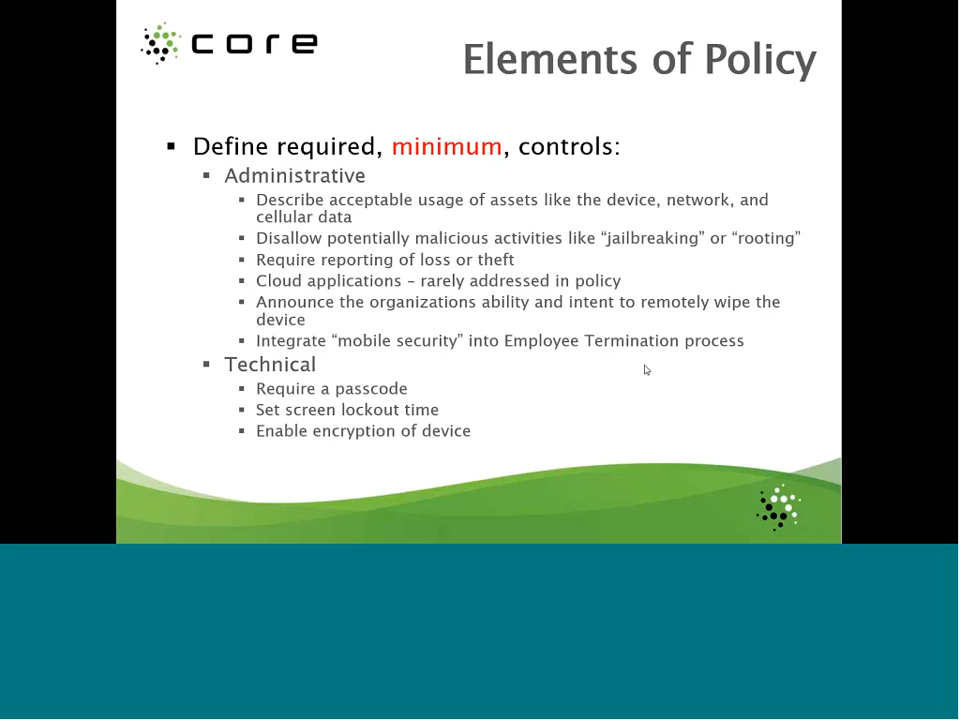 core
Elements of Policy
▪ Define required, minimum, controls:
▪ Administrative
▪ Describe acceptable usage of assets like the device, network, and
cellular data
▪ Disallow potentially malicious activities like “jailbreaking” or “rooting”
▪ Require reporting of loss or theft
▪ Cloud applications – rarely addressed in policy
▪ Announce the organizations ability and intent to remotely wipe the
device
▪ Integrate “mobile security” into Employee Termination process
▪ Technical
▪ Require a passcode
▪ Set screen lockout time
▪ Enable encryption of device